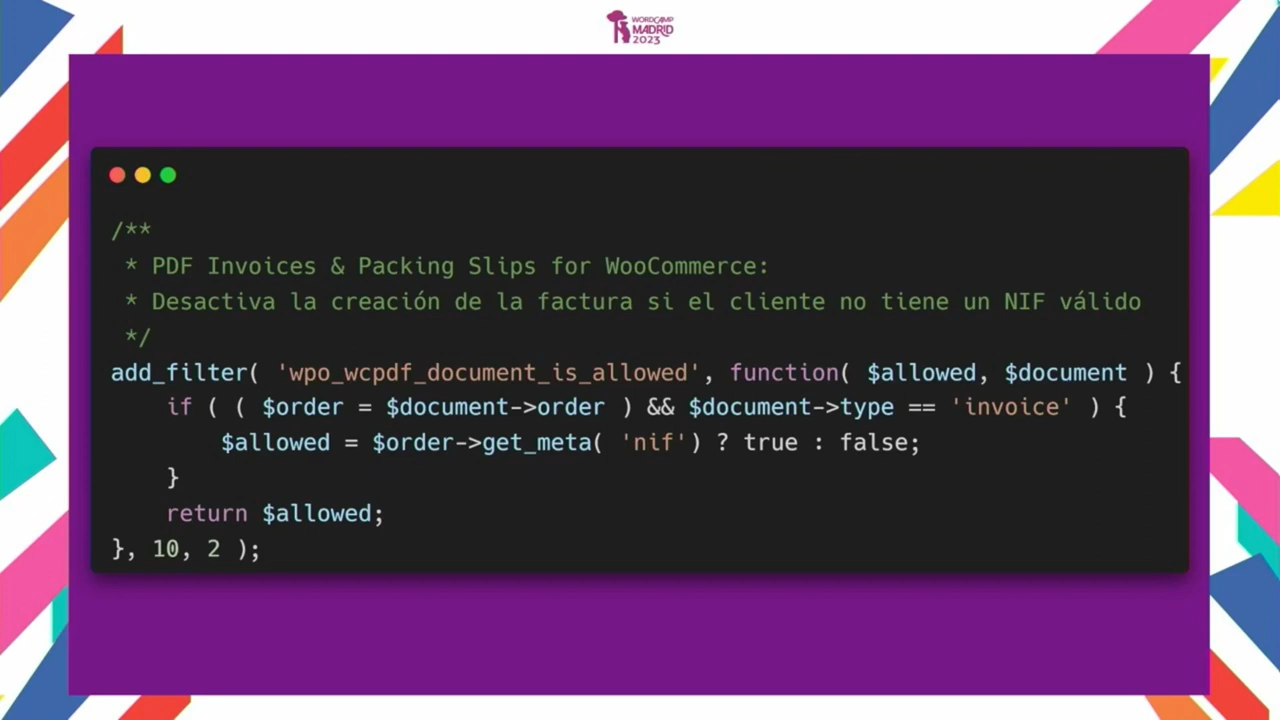 WORDCAMP
MADRID
2023
/**
 * PDF Invoices & Packing Slips for WooCommerce:
 * Desactiva la creación de la factura si el cliente no tiene un NIF válido
 */
add_filter( 'wpo_wcpdf_document_is_allowed', function( $allowed, $document ) {
    if ( ( $order = $document->order ) && $document->type == 'invoice' ) {
        $allowed = $order->get_meta( 'nif') ? true : false;
    }
    return $allowed;
}, 10, 2 );